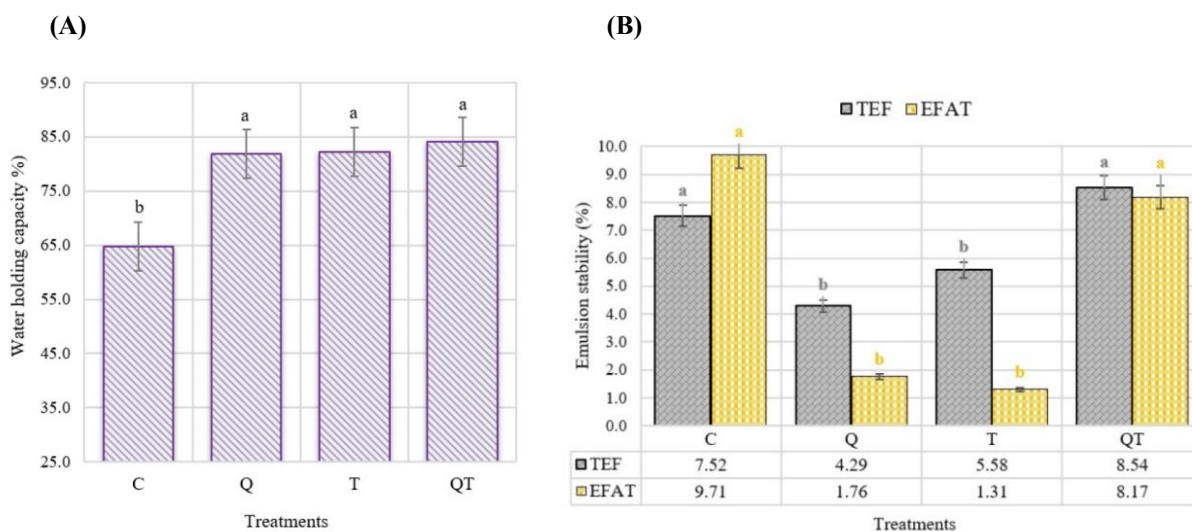 (A)
95.0
85.0
75.0
65.0
55.0
45.0
35.0
25.0
Water holding capacity %)
b
a
a
a
C Q T QT
Treatments
(B)
TEF EFAT
10.0
9.0
8.0
7.0
6.0
5.0
4.0
3.0
2.0
1.0
0.0
Emulsion stability (%)
a a
b b
b b
a a
C Q T QT
TEF 7.52 4.29 5.58 8.54
EFAT 9.71 1.76 1.31 8.17
Treatments